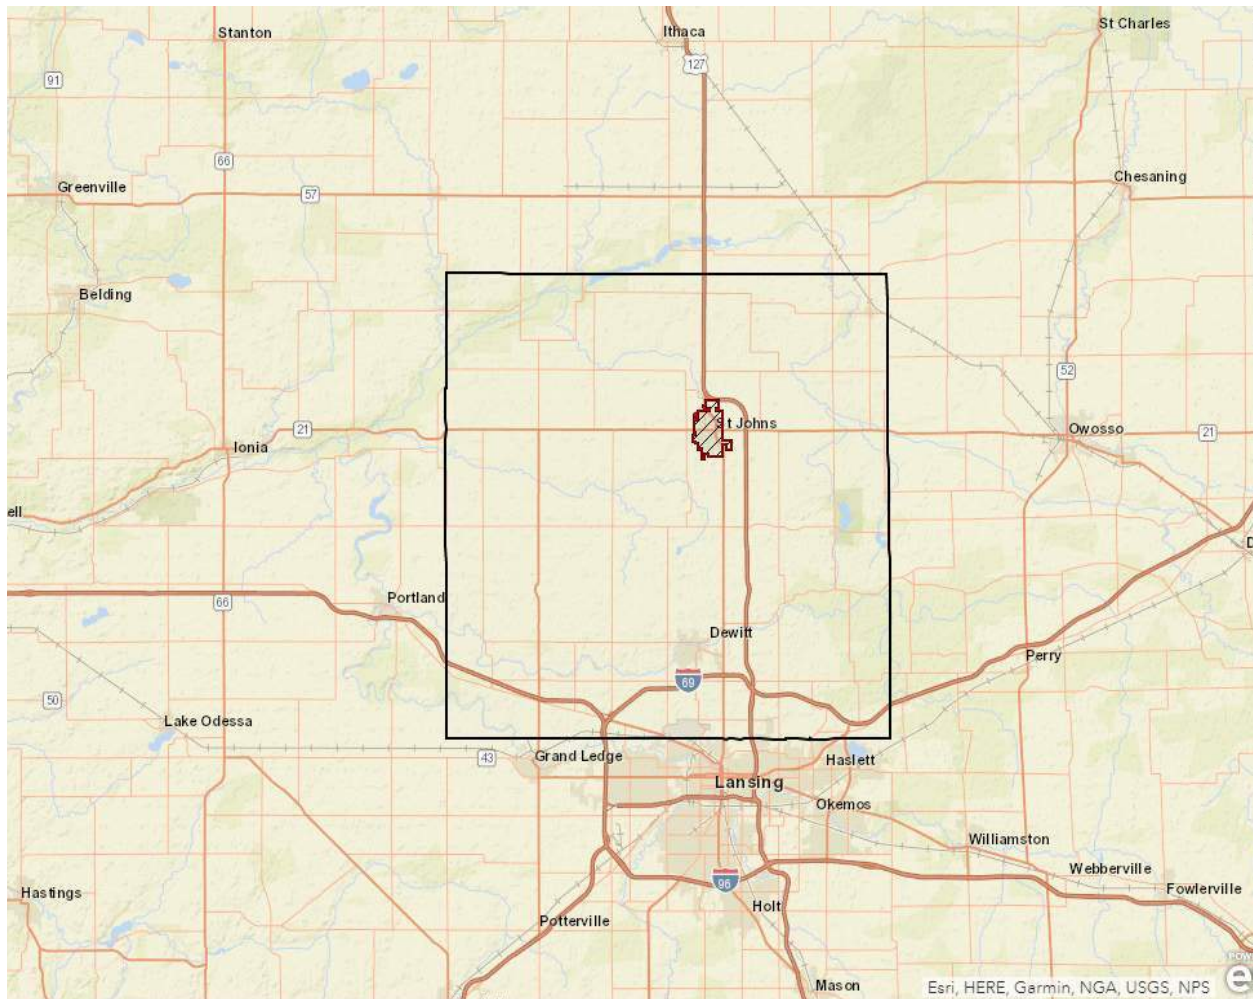 St Charles
Stanton
Ithaca
127
91
66
Chesaning
Greenville
57
Belding
52
St Johns
21
Owosso
21
Ionia
ell
D
Portland
66
Dewitt
Perry
69
50
Lake Odessa
43
Grand Ledge
Haslett
Lansing
Okemos
Williamston
Webberville
96
Fowlerville
Hastings
Holt
Potterville
POW
e
Mason
Esri, HERE, Garmin, NGA, USGS, NPS